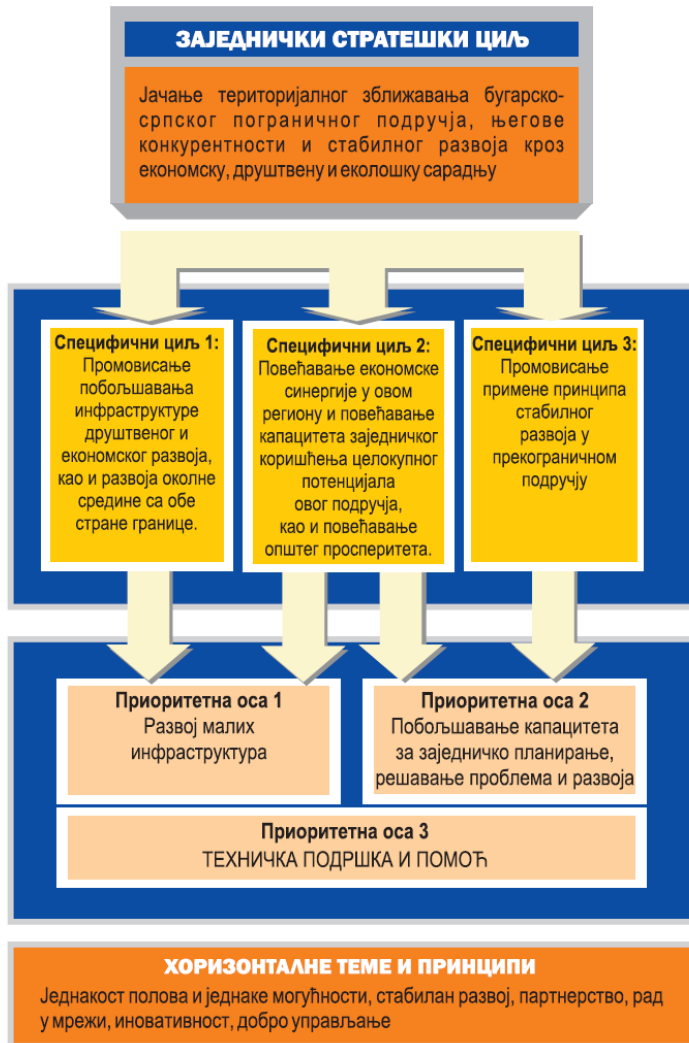 ЗАЈЕДНИЧКИ СТРАТЕШКИ ЦИЉ
Јачање територијалног зближавања бугарско-
српског пограничног подручја, његове
конкурентности и стабилног развоја кроз
економску, друштвену и еколошку сарадњу
Специфични циљ 1:
Промовисање
побољшавања
инфраструктуре
друштвеног и
економског развоја,
као и развоја околне
средине са обе
стране границе.
Специфични циљ 2:
Повећавање економске
синергије у овом
региону и повећавање
капацитета заједничког
коришћења целокупног
потенцијала
овог подручја,
као и повећавање
општег просперитета.
Специфични циљ 3:
Промовисање
примене принципа
стабилног
развоја у
прекограничном
подручју
Приоритетна оса 1
Развој малих
инфраструктура
Приоритетна оса 2
Побољшавање капацитета
за заједничко планирање,
решавање проблема и развоја
Приоритетна оса 3
ТЕХНИЧКА ПОДРШКА И ПОМОЋ
ХОРИЗОНТАЛНЕ ТЕМЕ И ПРИНЦИПИ
Једнакост полова и једнаке могућности, стабилан развој, партнерство, рад
у мрежи, иновативност, добро управљање